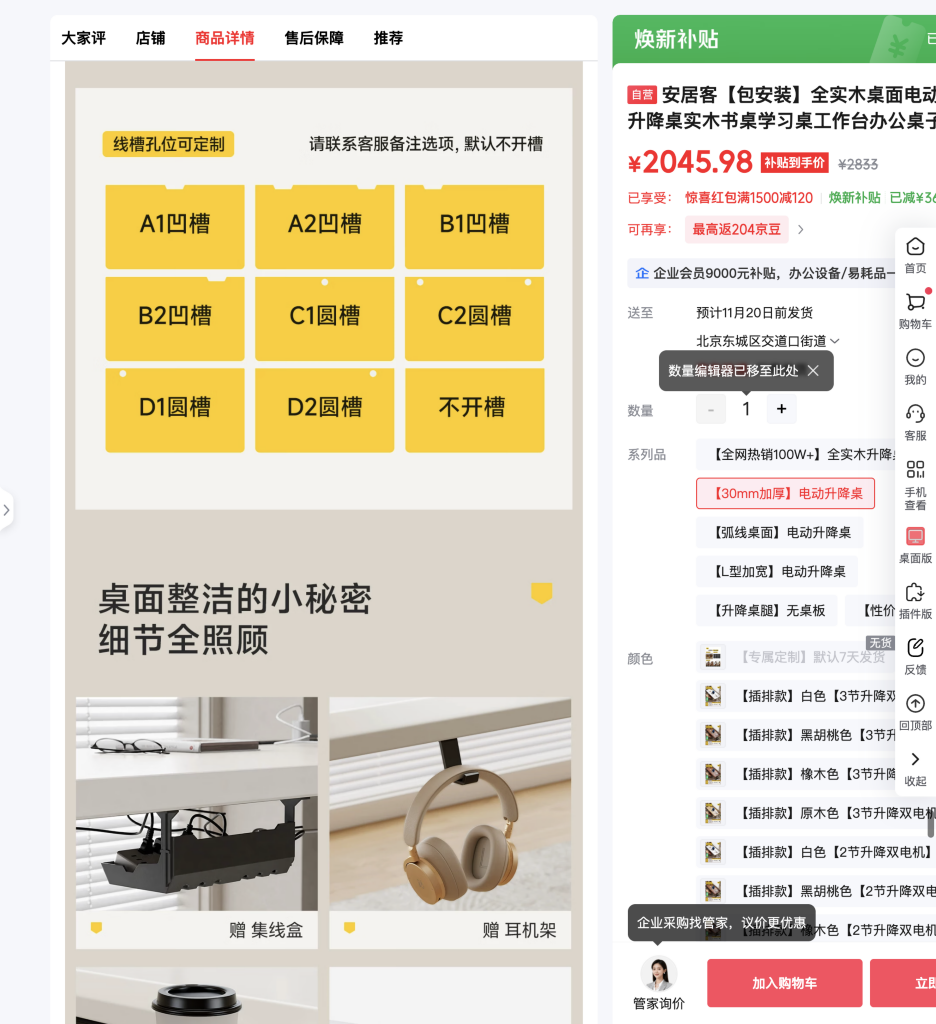 大家评
店铺
商品详情
售后保障
推荐
线槽孔位可定制
请联系客服备注选项, 默认不开槽
A1凹槽
A2凹槽
B1凹槽
B2凹槽
C1圆槽
C2圆槽
D1圆槽
D2圆槽
不开槽
桌面整洁的小秘密
细节全照顾
赠 集线盒
赠 耳机架
焕新补贴
自营 安居客【包安装】全实木桌面电动
升降桌实木书桌学习桌工作台办公桌子
¥2045.98 补贴到手价 ¥2833
已享受： 惊喜红包满1500减120 焕新补贴 已减¥36
可再享： 最高返204京豆
企 企业会员9000元补贴，办公设备/易耗品一
送至 预计11月20日前发货
北京东城区交道口街道
数量编辑器已移至此处
数量 - 1 +
系列品 【全网热销100W+】全实木升降
【30mm加厚】电动升降桌
【弧线桌面】电动升降桌
【L型加宽】电动升降桌
【升降桌腿】无桌板 【性价
无货
颜色 【专属定制】默认7天发货
【插排款】白色【3节升降双
【插排款】黑胡桃色【3节升
【插排款】橡木色【3节升降
【插排款】原木色【3节升降双电机
【插排款】白色【2节升降双电机】
【插排款】黑胡桃色【2节升降双电
【插排款】橡木色【2节升降双电机
企业采购找管家，议价更优惠
管家询价
加入购物车
立即
首页
购物车
我的
客服
手机
查看
桌面版
插件版
反馈
回顶部
收起